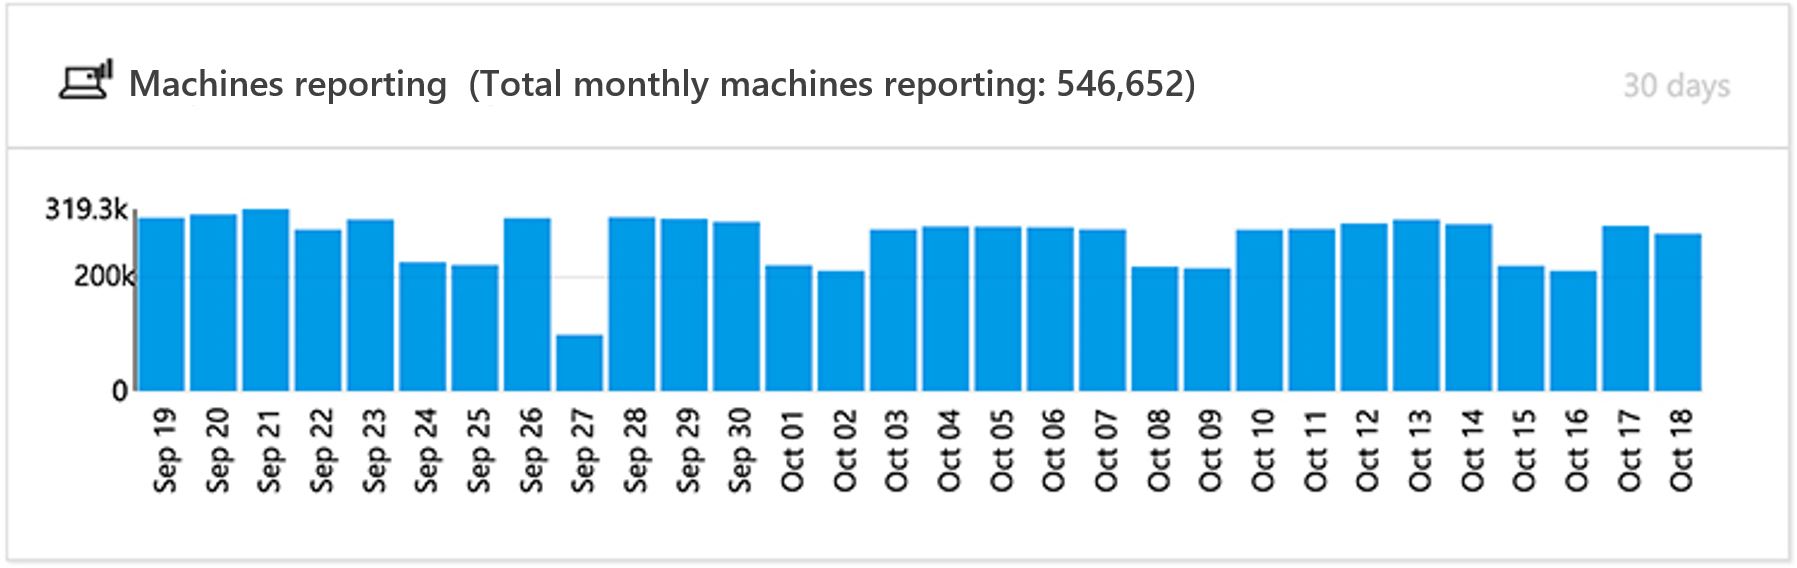 Machines reporting (Total monthly machines reporting: 546,652)
30 days
319.3k
200k
0
Sep 19
Sep 20
Sep 21
Sep 22
Sep 23
Sep 24
Sep 25
Sep 26
Sep 27
Sep 28
Sep 29
Sep 30
Oct 01
Oct 02
Oct 03
Oct 04
Oct 05
Oct 06
Oct 07
Oct 08
Oct 09
Oct 10
Oct 11
Oct 12
Oct 13
Oct 14
Oct 15
Oct 16
Oct 17
Oct 18